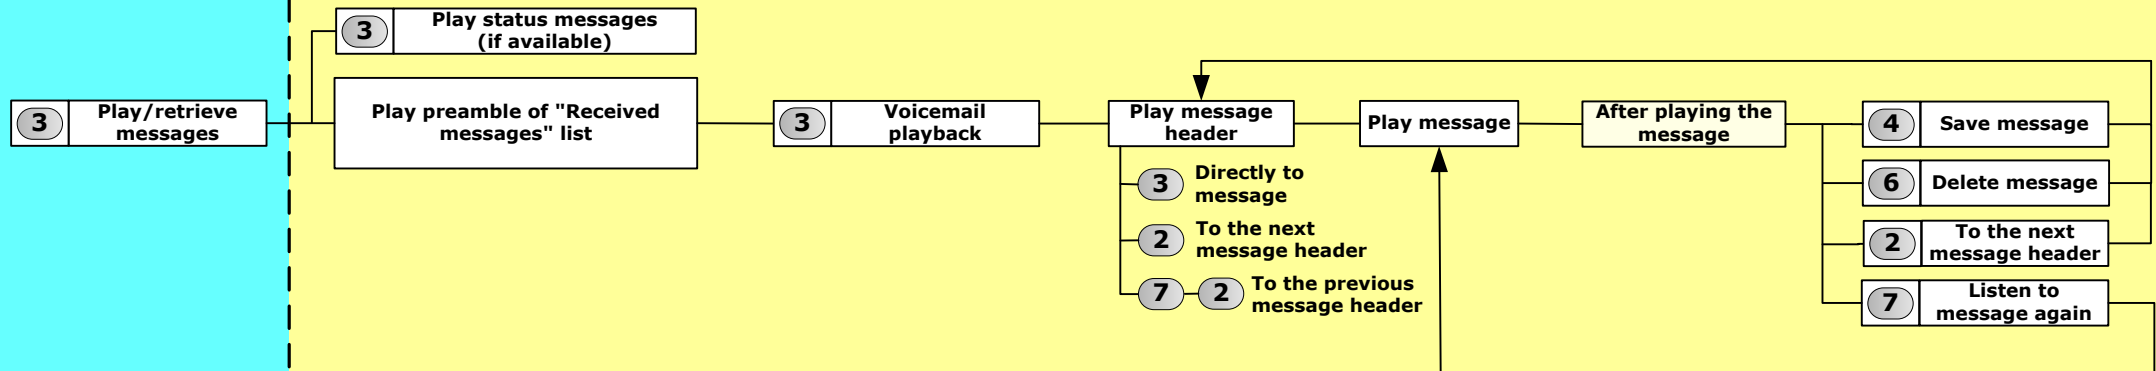 3
Play/retrieve
messages
3
Play status messages
(if available)
Play preamble of "Received
messages" list
3
Voicemail
playback
Play message
header
3
Directly to
message
2
To the next
message header
7
2
To the previous
message header
Play message
After playing the
message
4
Save message
6
Delete message
2
To the next
message header
7
Listen to
message again